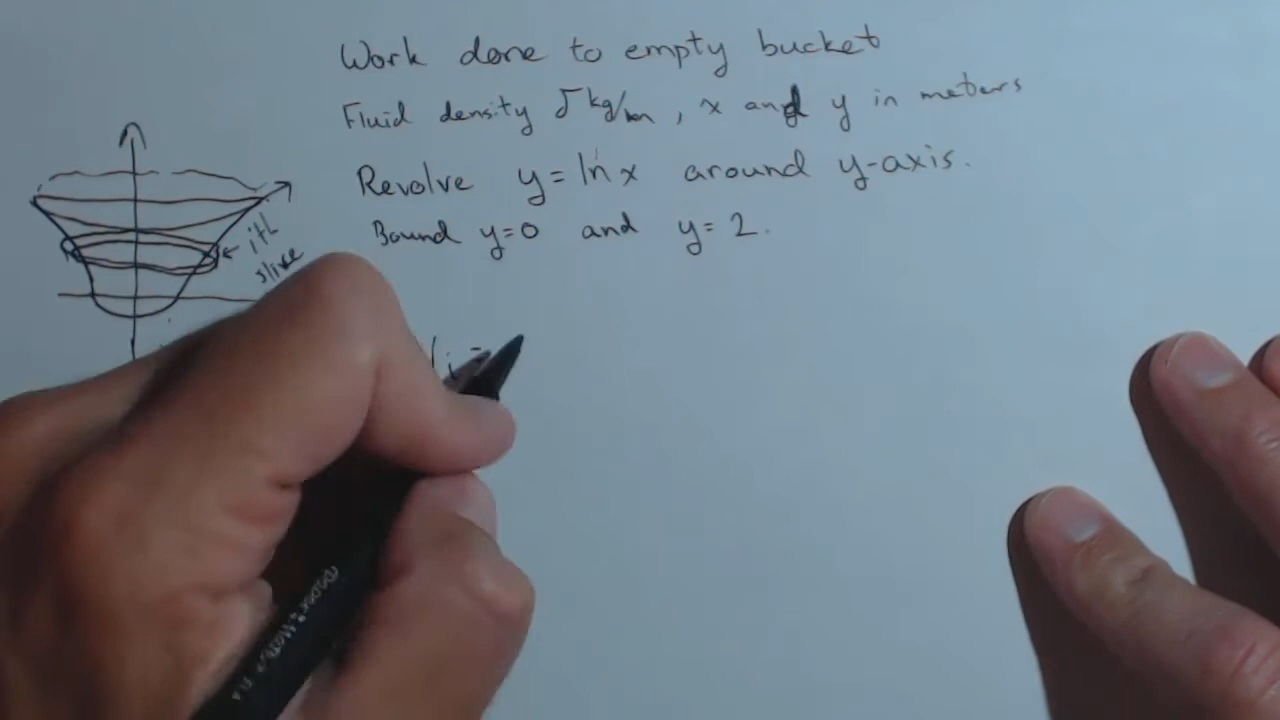 Work done to empty bucket
Fluid density 5 kg/m, x and y in meters
Revolve y=ln x around y-axis.
Bound y=0 and y=2.
ith
slice